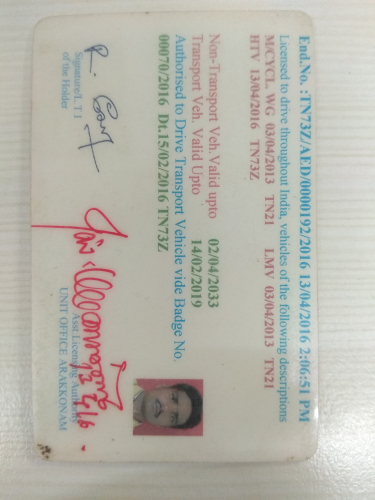 End.No. :TN73Z/AED/0000192/2016 13/04/2016 2:06:51 PM
Licensed to drive throughout India, vehicles of the following descriptions
M/CYCL. WG 03/04/2013 TN21 LMV 03/04/2013 TN21
HTV 13/04/2016 TN73Z
Non-Transport Veh.Valid upto 02/04/2033
Transport Veh. Valid Upto 14/02/2019
Authorised to Drive Transport Vehicle vide Badge No.
00070/2016 Dt.15/02/2016 TN73Z
Signature/L.T.I
of the Holder
Asst Licensing Authority
UNIT OFFICE ARAKKONAM